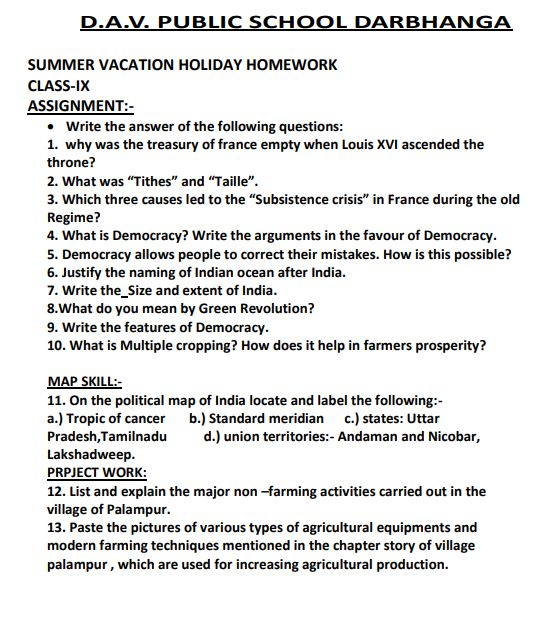 D.A.V. PUBLIC SCHOOL DARBHANGA
SUMMER VACATION HOLIDAY HOMEWORK
CLASS-IX
ASSIGNMENT:-
• Write the answer of the following questions:
1. why was the treasury of france empty when Louis XVI ascended the
throne?
2. What was “Tithes” and “Taille”.
3. Which three causes led to the “Subsistence crisis” in France during the old
Regime?
4. What is Democracy? Write the arguments in the favour of Democracy.
5. Democracy allows people to correct their mistakes. How is this possible?
6. Justify the naming of Indian ocean after India.
7. Write the_Size and extent of India.
8.What do you mean by Green Revolution?
9. Write the features of Democracy.
10. What is Multiple cropping? How does it help in farmers prosperity?
MAP SKILL:-
11. On the political map of India locate and label the following:-
a.) Tropic of cancer b.) Standard meridian c.) states: Uttar
Pradesh,Tamilnadu d.) union territories:- Andaman and Nicobar,
Lakshadweep.
PRPJECT WORK:
12. List and explain the major non –farming activities carried out in the
village of Palampur.
13. Paste the pictures of various types of agricultural equipments and
modern farming techniques mentioned in the chapter story of village
palampur , which are used for increasing agricultural production.